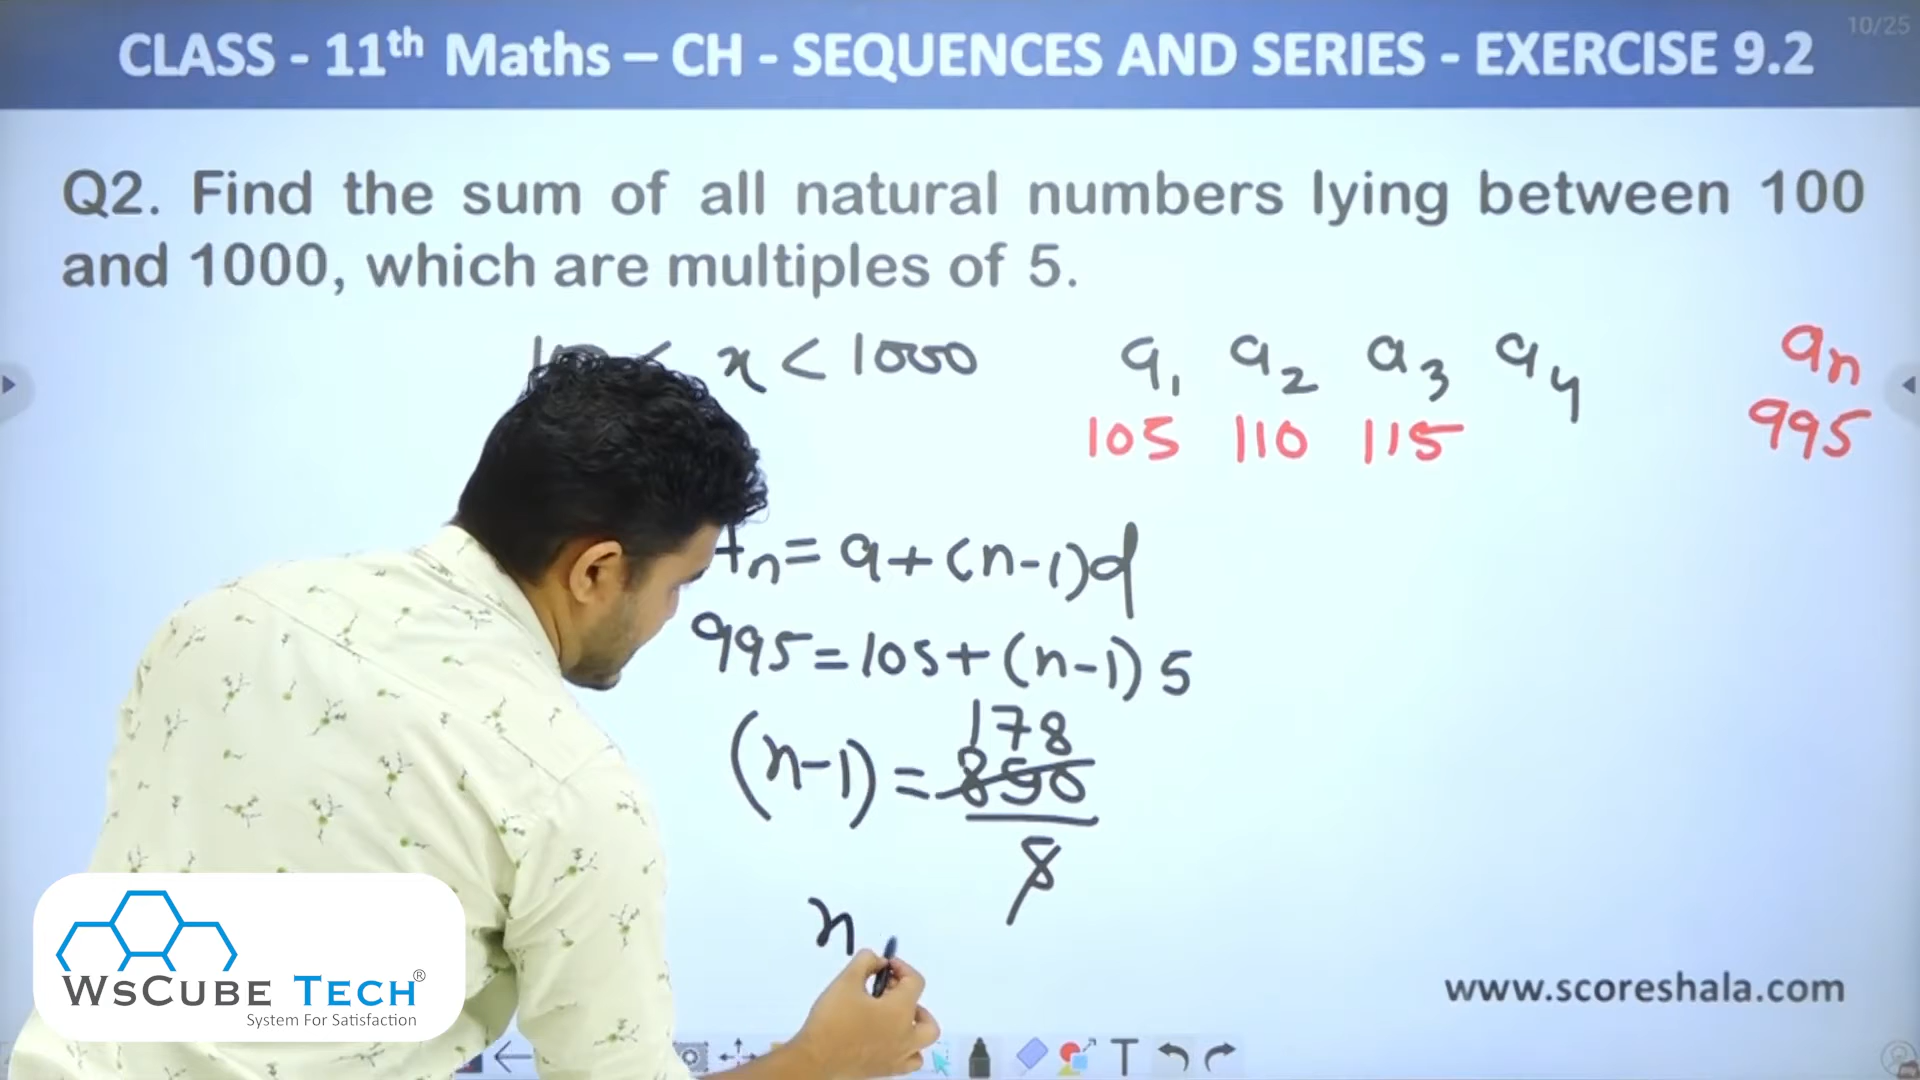 10/25
CLASS - 11th Maths – CH - SEQUENCES AND SERIES - EXERCISE 9.2
Q2. Find the sum of all natural numbers lying between 100
and 1000, which are multiples of 5.
x < 1000
a1 a2 a3 a4 an
105 110 115 995
tn = a + (n-1)d
995 = 105 + (n-1) 5
178
(n-1) = 890
5
n
WSCUBE TECH®
System For Satisfaction
www.scoreshala.com
T